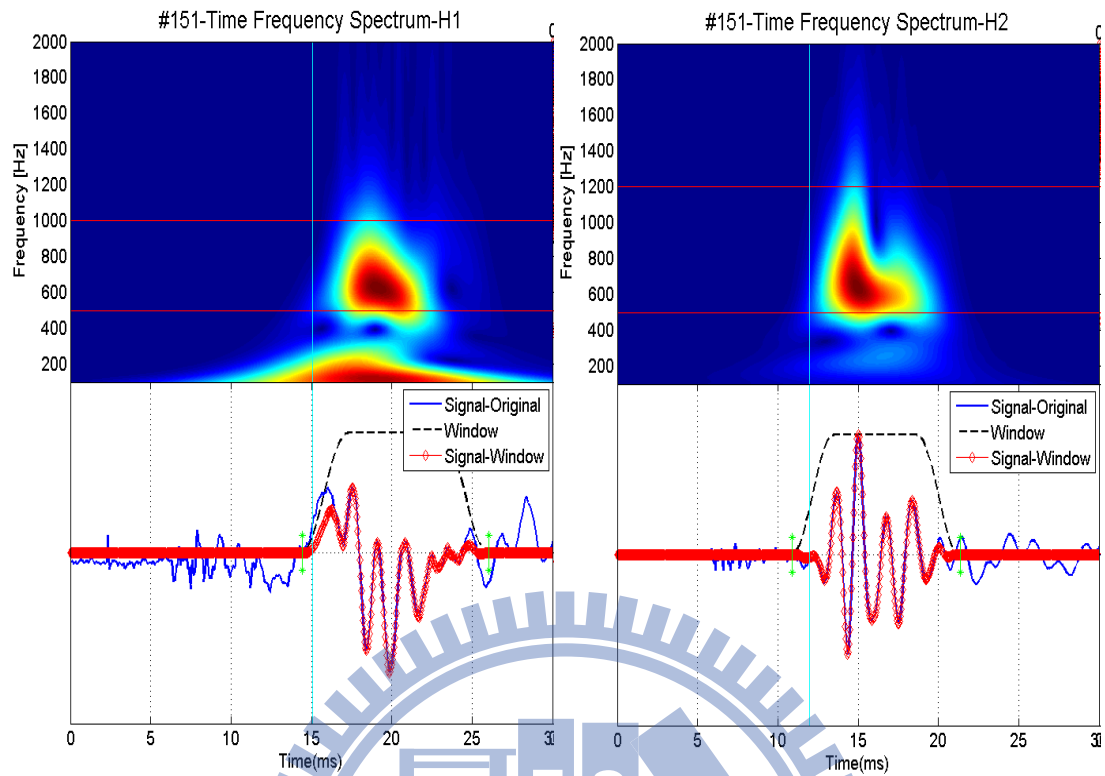 #151-Time Frequency Spectrum-H1
Frequency [Hz]
2000
1800
1600
1400
1200
1000
800
600
400
200
Signal-Original
Window
Signal-Window
0 5 10 15 20 25 30
Time(ms)
#151-Time Frequency Spectrum-H2
Frequency [Hz]
2000
1800
1600
1400
1200
1000
800
600
400
200
Signal-Original
Window
Signal-Window
0 5 10 15 20 25 30
Time(ms)